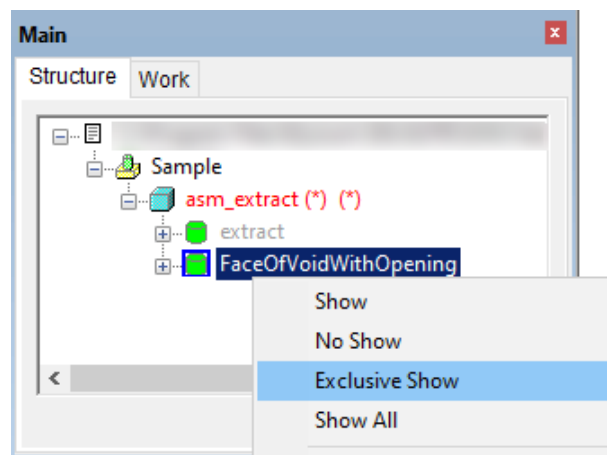 Main
Structure Work
Sample
asm_extract (*) (*)
extract
FaceOfVoidWithOpening
Show
No Show
Exclusive Show
Show All